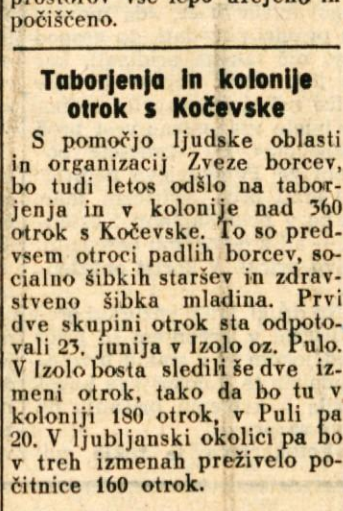 prostorov vse lepo urejeno in
počiščeno.
Taborjenja in kolonije
otrok s Kočevske
S pomočjo ljudske oblasti
in organizacij Zveze borcev,
bo tudi letos odšlo na tabor-
jenja in v kolonije nad 360
otrok s Kočevske. To so pred-
vsem otroci padlih borcev, so-
cialno šibkih staršev in zdrav-
stveno šibka mladina. Prvi
dve skupini otrok sta odpoto-
vali 23. junija v Izolo oz. Pulo.
V Izolo bosta sledili še dve iz-
meni otrok, tako da bo tu v
koloniji 180 otrok, v Puli pa
20. V ljubljanski okolici pa bo
v treh izmenah preživelo po-
čitnice 160 otrok.